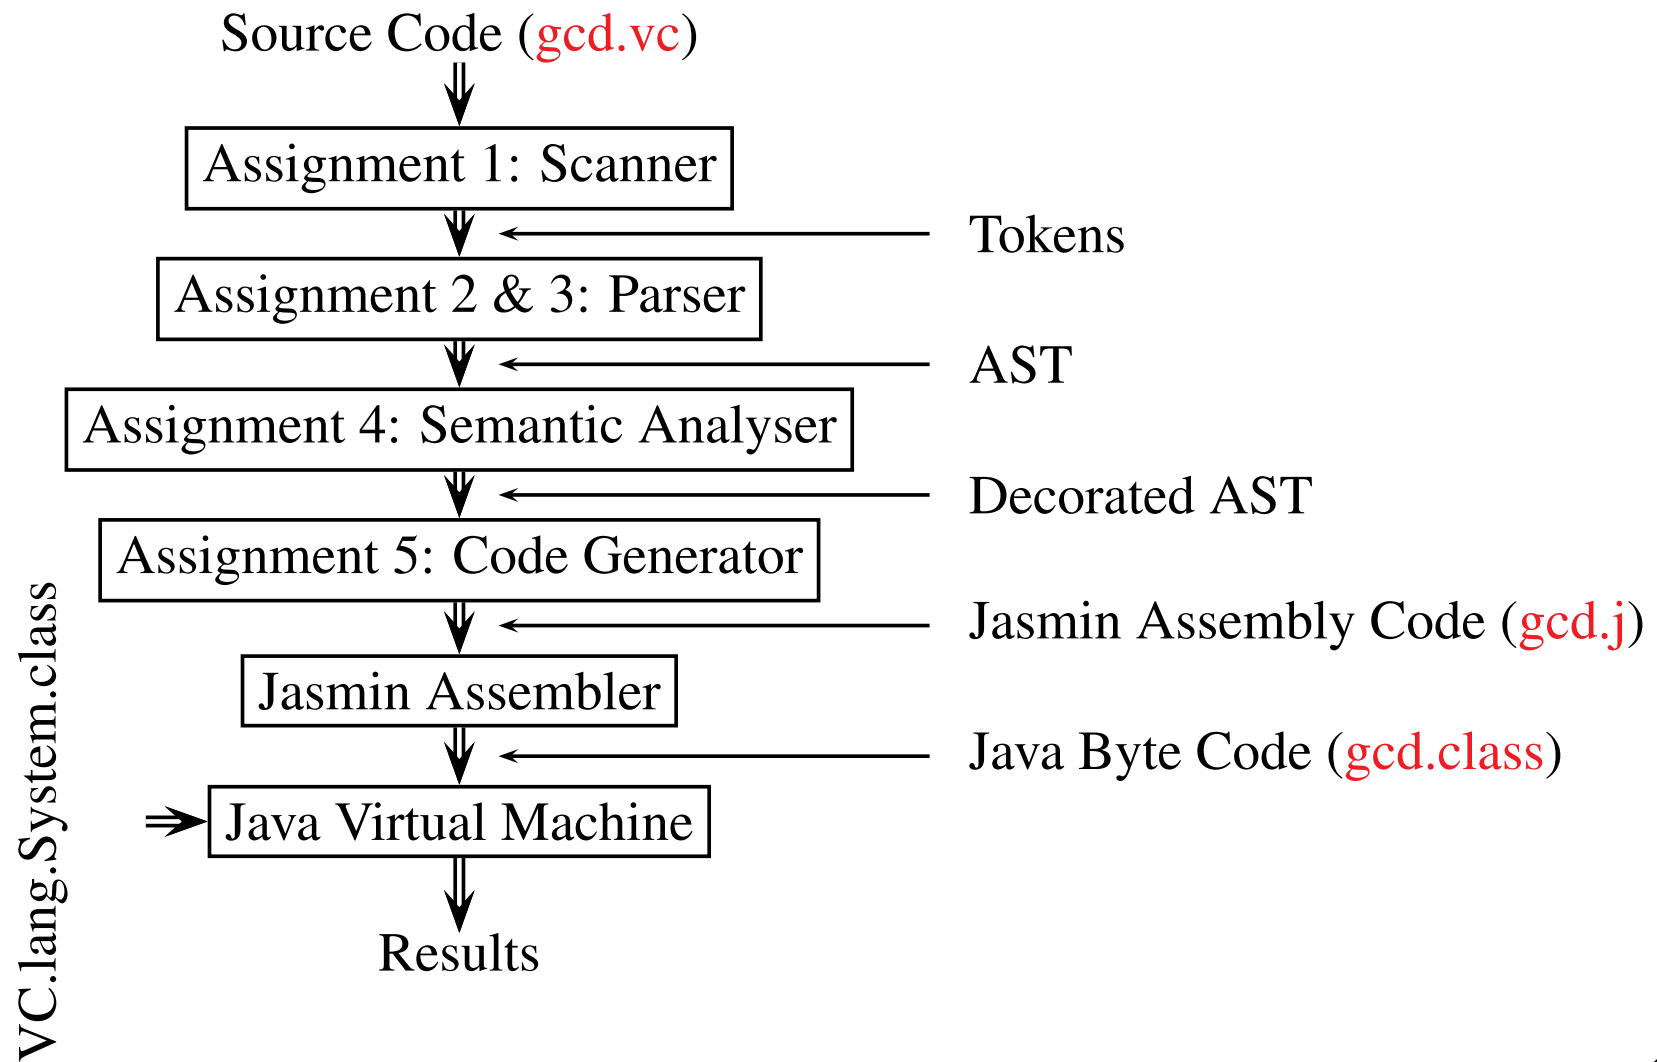 Source Code (gcd.vc)
Assignment 1: Scanner
Tokens
Assignment 2 & 3: Parser
AST
Assignment 4: Semantic Analyser
Decorated AST
Assignment 5: Code Generator
Jasmin Assembly Code (gcd.j)
Jasmin Assembler
Java Byte Code (gcd.class)
VC.lang.System.class
Java Virtual Machine
Results